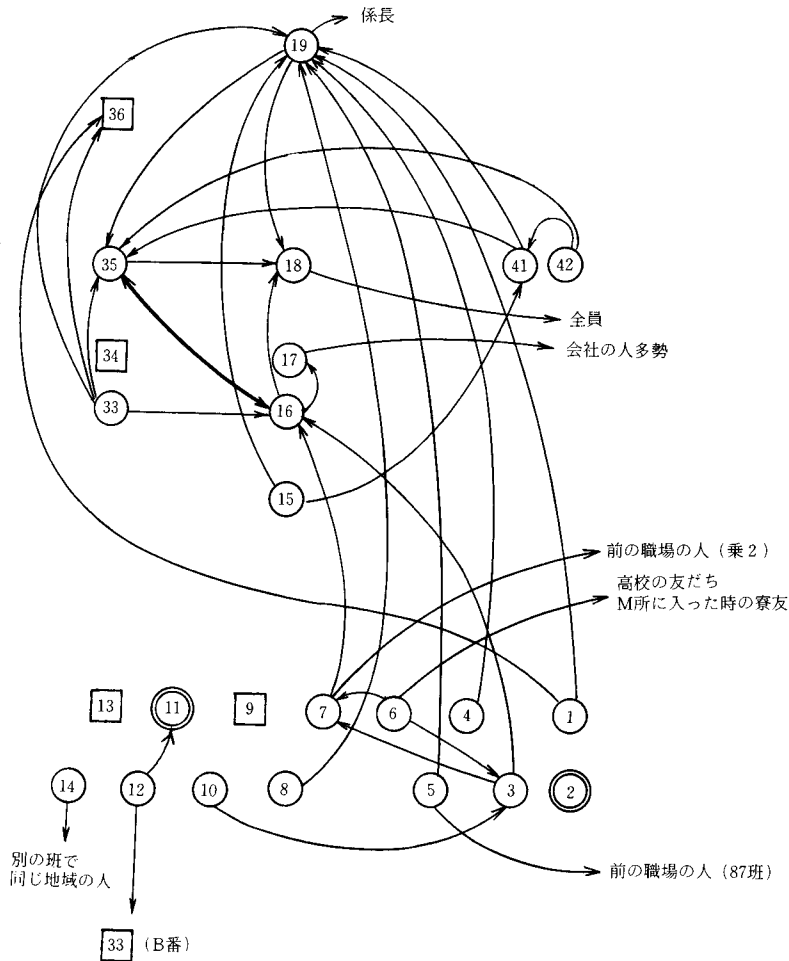 係長
19
36
35
18
41
42
全員
34
17
会社の人多勢
33
16
15
前の職場の人（乗2）
高校の友だち
M所に入った時の寮友
13
11
9
7
6
4
1
14
12
10
8
5
3
2
別の班で
同じ地域の人
前の職場の人（87班）
33（B番）